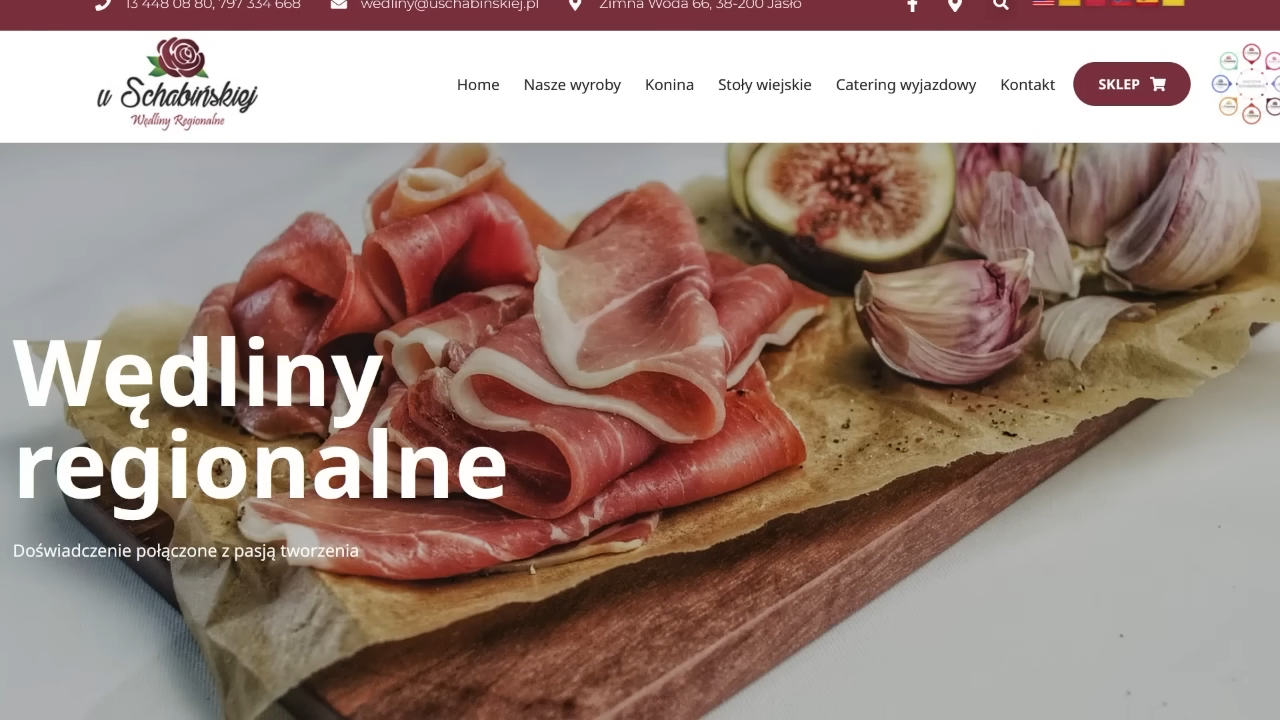 13 448 08 80, 797 334 668
wedliny@uschabinskiej.pl
Zimna Woda 66, 38-200 Jasło
u Schabińskiej
Wędliny Regionalne
Home
Nasze wyroby
Konina
Stoły wiejskie
Catering wyjazdowy
Kontakt
SKLEP
Wędliny
regionalne
Doświadczenie połączone z pasją tworzenia